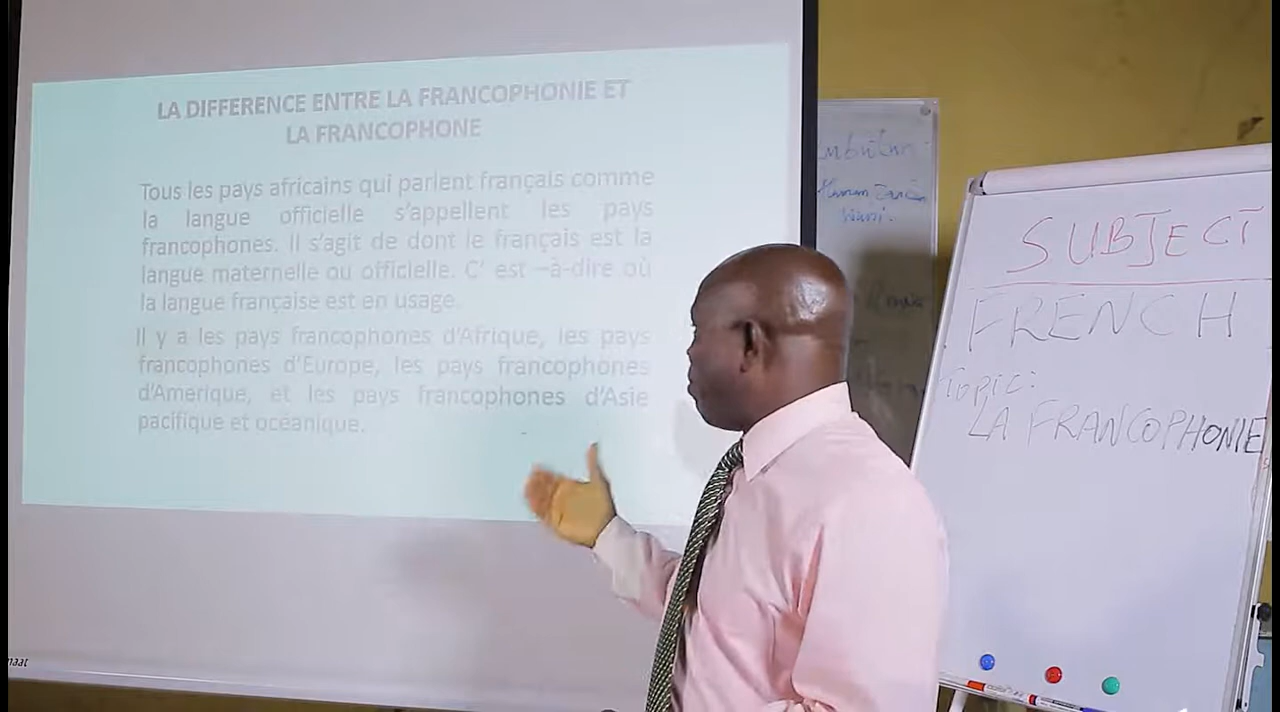 LA DIFFERENCE ENTRE LA FRANCOPHONIE ET
LA FRANCOPHONE
Tous les pays africains qui parlent français comme
la langue officielle s'appellent les pays
francophones. Il s'agit de dont le français est la
langue maternelle ou officielle. C' est –à-dire où
la langue française est en usage.
Il y a les pays francophones d'Afrique, les pays
francophones d'Europe, les pays francophones
d'Amerique, et les pays francophones d'Asie
pacifique et océanique.
SUBJECT
FRENCH
TOPIC:
LA FRANCOPHONIE